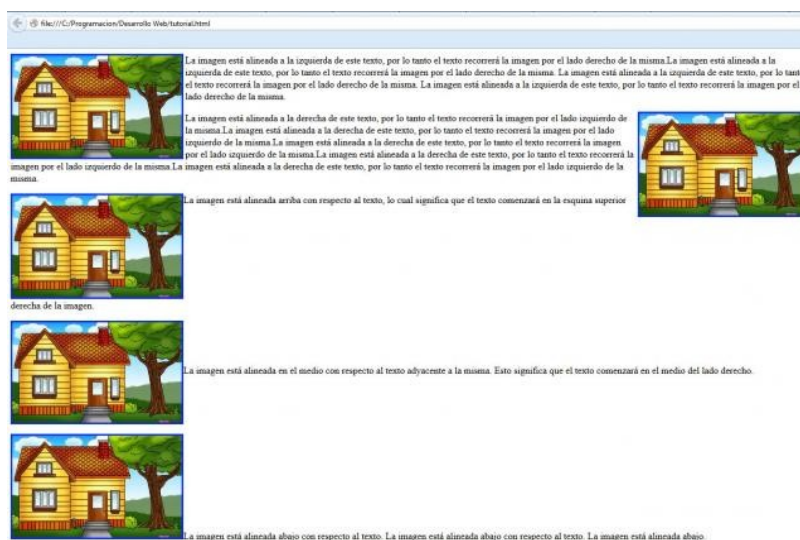 file:///C:/Programacion/Desarrollo Web/tutorial.html
La imagen está alineada a la izquierda de este texto, por lo tanto el texto recorrerá la imagen por el lado derecho de la misma.La imagen está alineada a la
izquierda de este texto, por lo tanto el texto recorrerá la imagen por el lado derecho de la misma. La imagen está alineada a la izquierda de este texto, por lo tanto
el texto recorrerá la imagen por el lado derecho de la misma. La imagen está alineada a la izquierda de este texto, por lo tanto el texto recorrerá la imagen por el
lado derecho de la misma.
La imagen está alineada a la derecha de este texto, por lo tanto el texto recorrerá la imagen por el lado izquierdo de
la misma.La imagen está alineada a la derecha de este texto, por lo tanto el texto recorrerá la imagen por el lado
izquierdo de la misma.La imagen está alineada a la derecha de este texto, por lo tanto el texto recorrerá la imagen
por el lado izquierdo de la misma.La imagen está alineada a la derecha de este texto, por lo tanto el texto recorrerá la
imagen por el lado izquierdo de la misma.La imagen está alineada a la derecha de este texto, por lo tanto el texto recorrerá la imagen por el lado izquierdo de la
misma.
La imagen está alineada arriba con respecto al texto, lo cual significa que el texto comenzará en la esquina superior
derecha de la imagen.
La imagen está alineada en el medio con respecto al texto adyacente a la misma. Esto significa que el texto comenzará en el medio del lado derecho.
La imagen está alineada abajo con respecto al texto. La imagen está alineada abajo con respecto al texto. La imagen está alineada abajo.